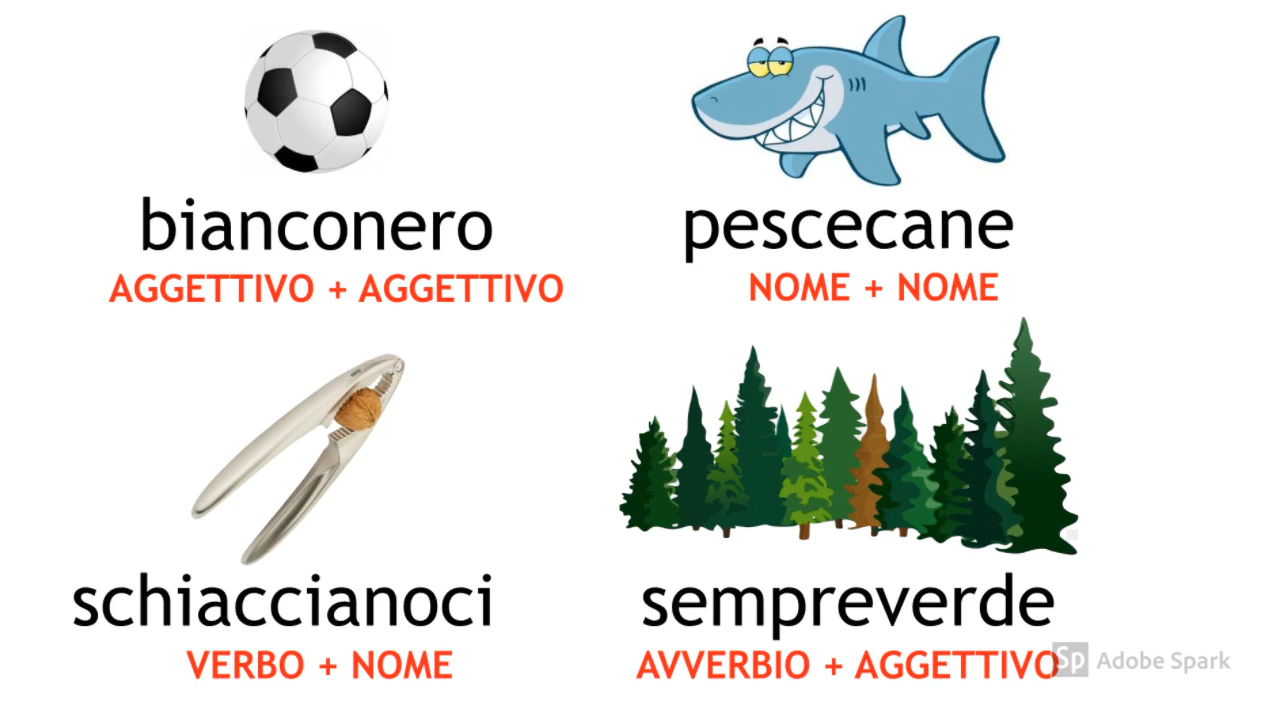 bianconero
AGGETTIVO + AGGETTIVO
pescecane
NOME + NOME
schiaccianoci
VERBO + NOME
sempreverde
AVVERBIO + AGGETTIVO
Sp Adobe Spark